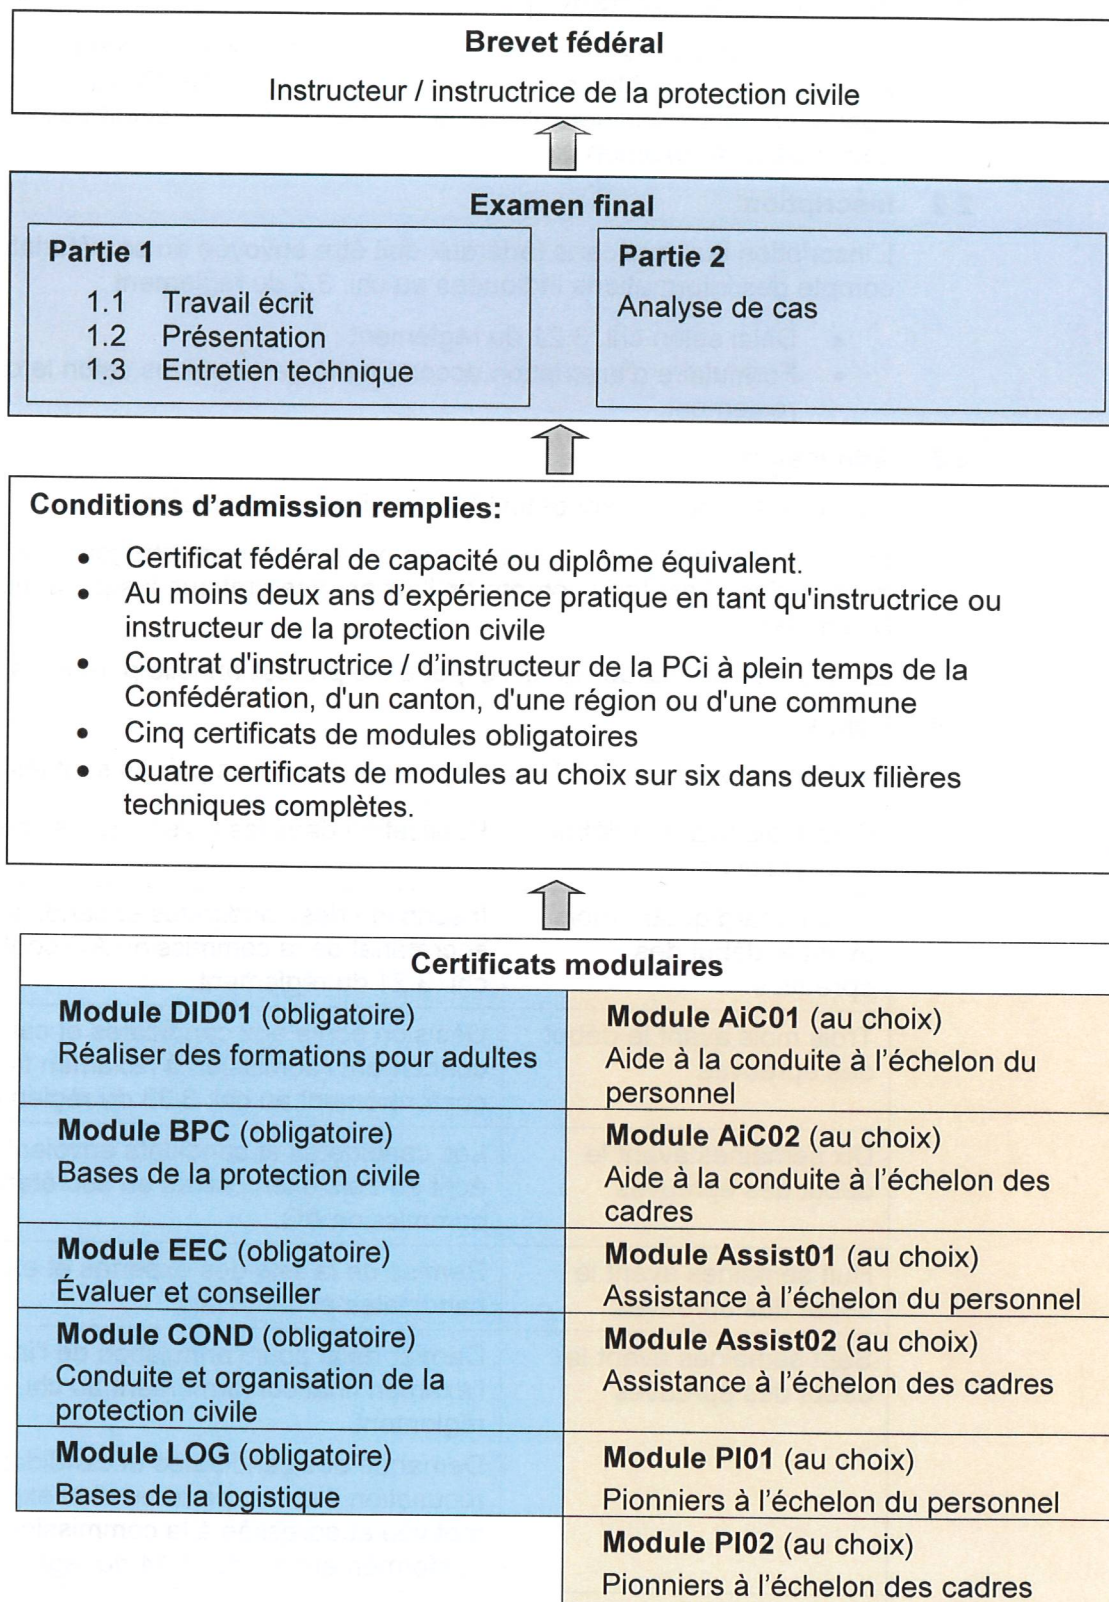 Brevet fédéral
Instructeur / instructrice de la protection civile
Examen final
Partie 1
1.1 Travail écrit
1.2 Présentation
1.3 Entretien technique
Partie 2
Analyse de cas
Conditions d’admission remplies:
• Certificat fédéral de capacité ou diplôme équivalent.
• Au moins deux ans d’expérience pratique en tant qu'instructrice ou
instructeur de la protection civile
• Contrat d'instructrice / d’instructeur de la PCi à plein temps de la
Confédération, d'un canton, d'une région ou d'une commune
• Cinq certificats de modules obligatoires
• Quatre certificats de modules au choix sur six dans deux filières
techniques complètes.
Certificats modulaires
Module DID01 (obligatoire)
Réaliser des formations pour adultes
Module BPC (obligatoire)
Bases de la protection civile
Module EEC (obligatoire)
Évaluer et conseiller
Module COND (obligatoire)
Conduite et organisation de la
protection civile
Module LOG (obligatoire)
Bases de la logistique
Module AiC01 (au choix)
Aide à la conduite à l’échelon du
personnel
Module AiC02 (au choix)
Aide à la conduite à l’échelon des
cadres
Module Assist01 (au choix)
Assistance à l’échelon du personnel
Module Assist02 (au choix)
Assistance à l’échelon des cadres
Module PI01 (au choix)
Pionniers à l’échelon du personnel
Module PI02 (au choix)
Pionniers à l’échelon des cadres